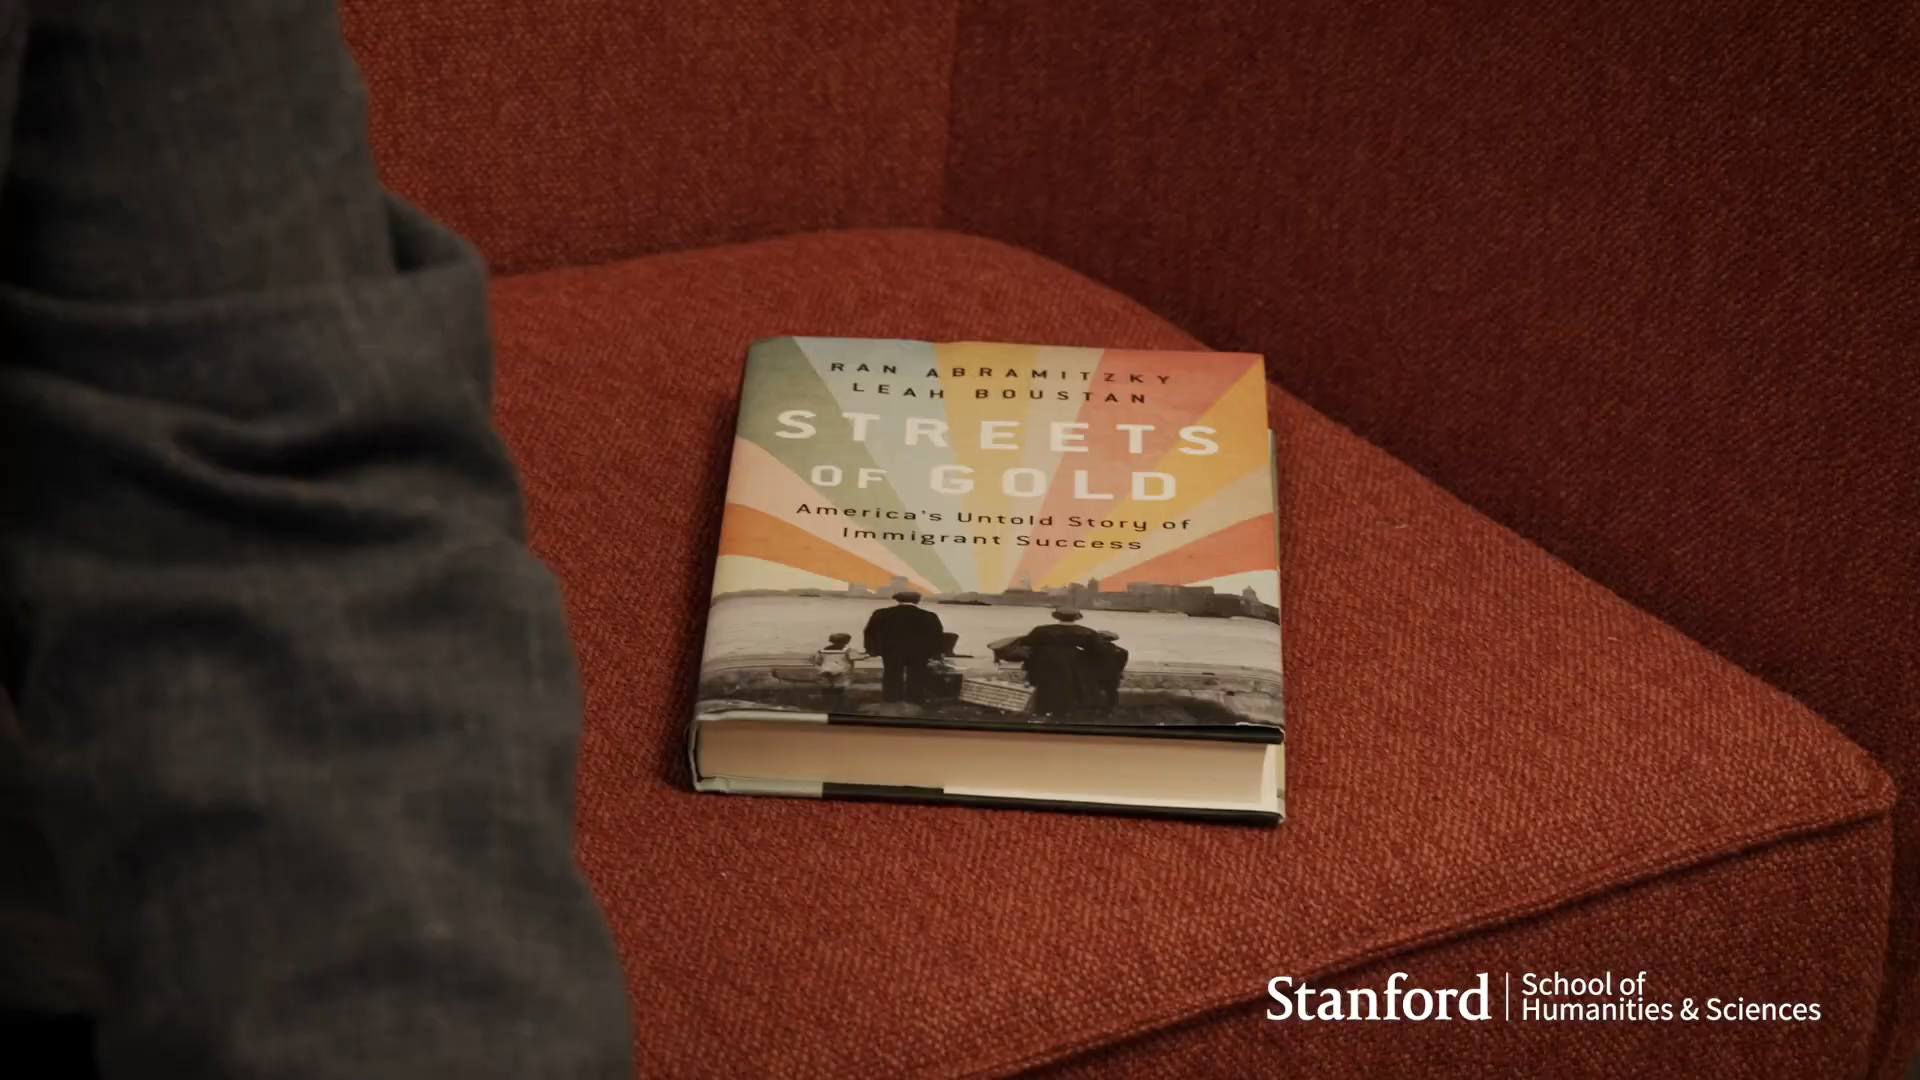 RAN ABRAMITZKY
LEAH BOUSTAN
STREETS
OF GOLD
America's Untold Story of
Immigrant Success
Stanford
School of
Humanities & Sciences